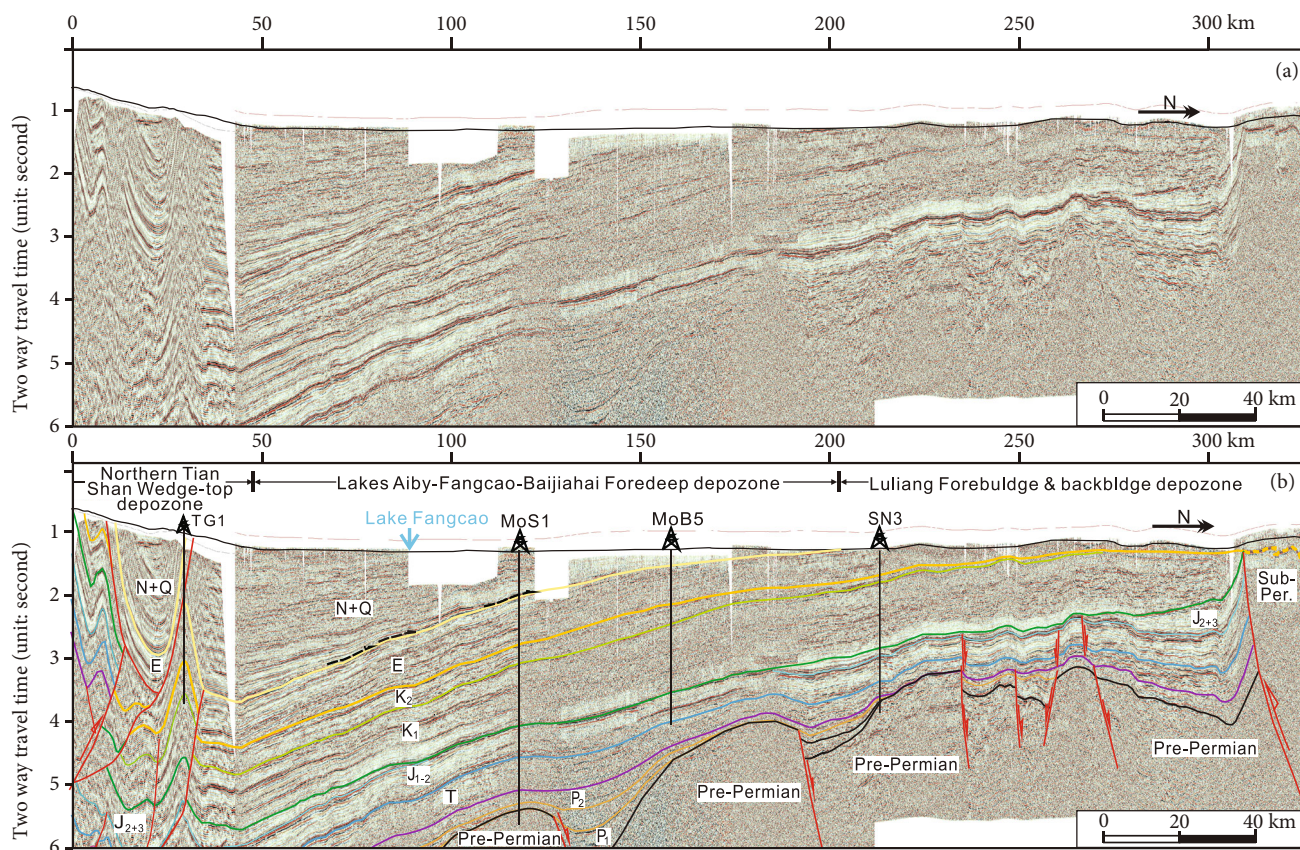 0 50 100 150 200 250 300 km
(a)
N
1
2
3
4
5
6
Two way travel time (unit: second)
0 km 20 40 km
0 50 100 150 200 250 300 km
(b)
Northern Tian
Shan Wedge-top
depozone
Lakes Aiby-Fangcao-Baijiahai Foredeep depozone
Luliang Forebuldge & backbldge depozone
TG1
Lake Fangcao
MoS1
MoB5
SN3
N
1
2
3
4
5
6
Two way travel time (unit: second)
N+Q
N+Q
Sub-
Per.
E
E
J2+3
K2
K1
J1-2
T
P2
P1
J2+3
Pre-Permian
Pre-Permian
Pre-Permian
Pre-Permian
0 km 20 40 km